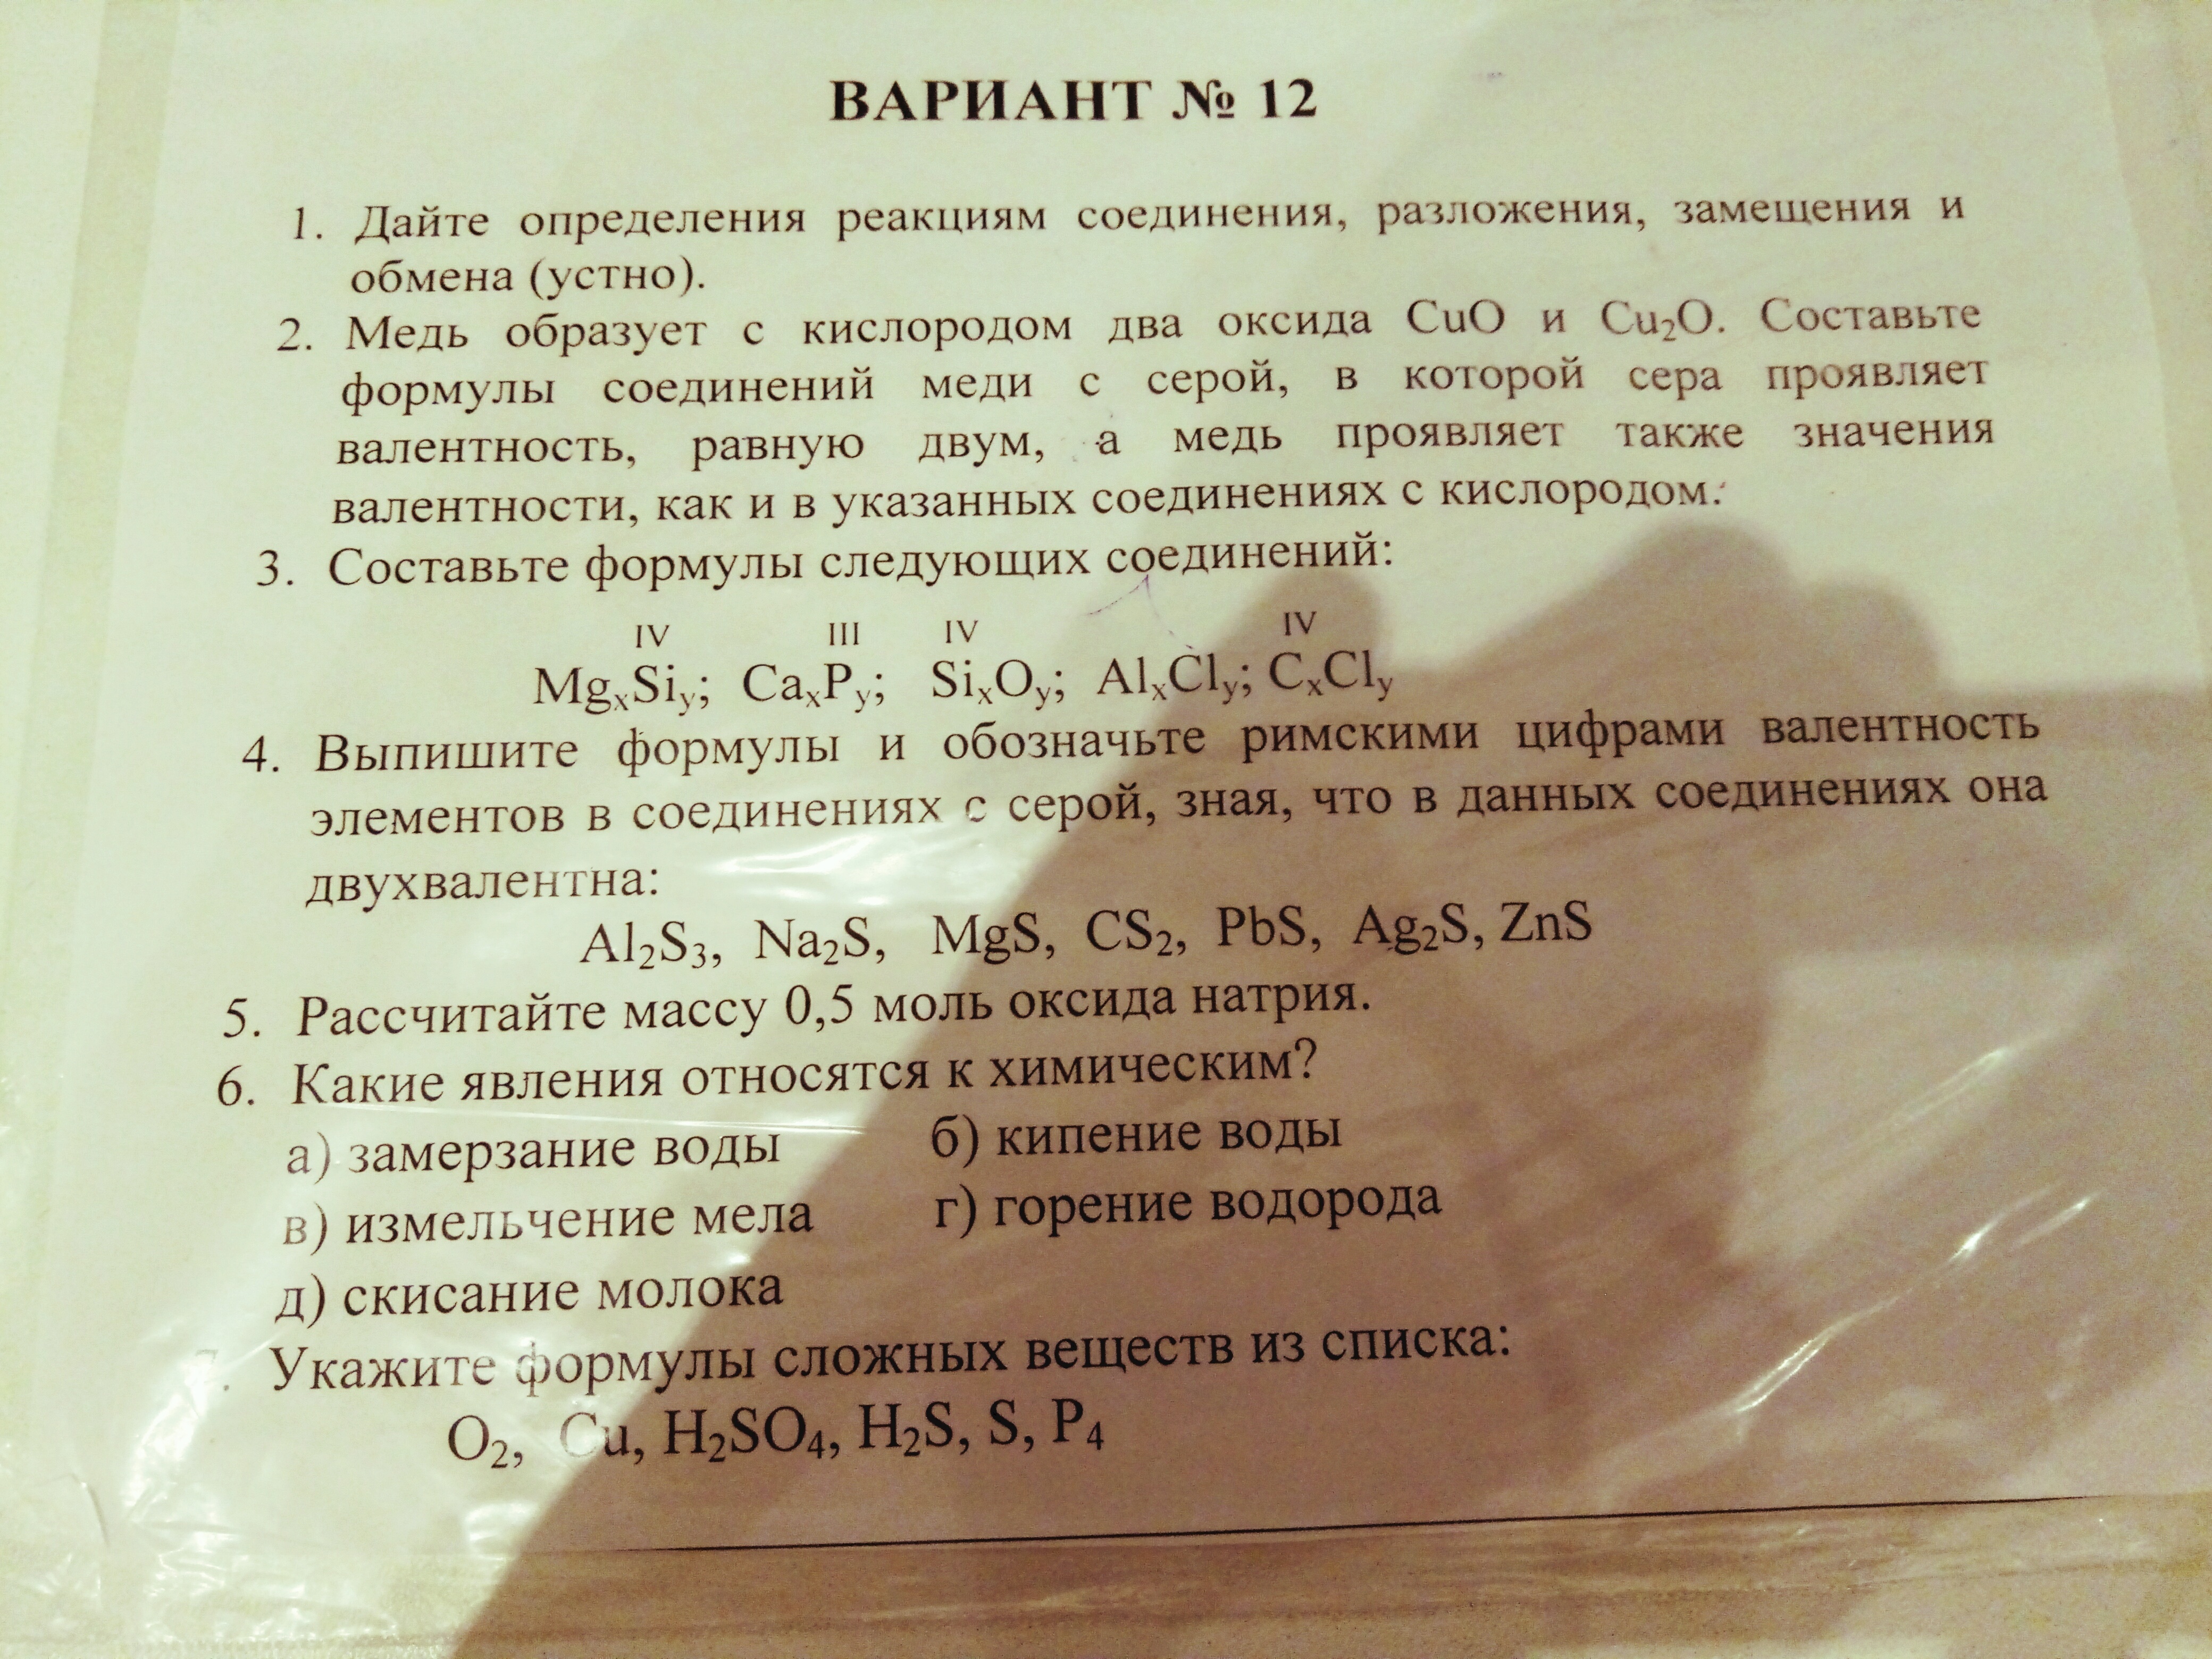 ВАРИАНТ № 12
1. Дайте определения реакциям соединения, разложения, замещения и
обмена (устно).
2. Медь образует с кислородом два оксида CuO и Cu₂O. Составьте
формулы соединений меди с серой, в которой сера проявляет
валентность, равную двум, а медь проявляет также значения
валентности, как и в указанных соединениях с кислородом.
3. Составьте формулы следующих соединений:
IV III IV IV
MgₓSiᵧ; CaₓPᵧ; SiₓOᵧ; AlₓClᵧ; CₓClᵧ
4. Выпишите формулы и обозначьте римскими цифрами валентность
элементов в соединениях с серой, зная, что в данных соединениях она
двухвалентна:
Al₂S₃, Na₂S, MgS, CS₂, PbS, Ag₂S, ZnS
5. Рассчитайте массу 0,5 моль оксида натрия.
6. Какие явления относятся к химическим?
а) замерзание воды б) кипение воды
в) измельчение мела г) горение водорода
д) скисание молока
Укажите формулы сложных веществ из списка:
O₂, Cu, H₂SO₄, H₂S, S, P₄